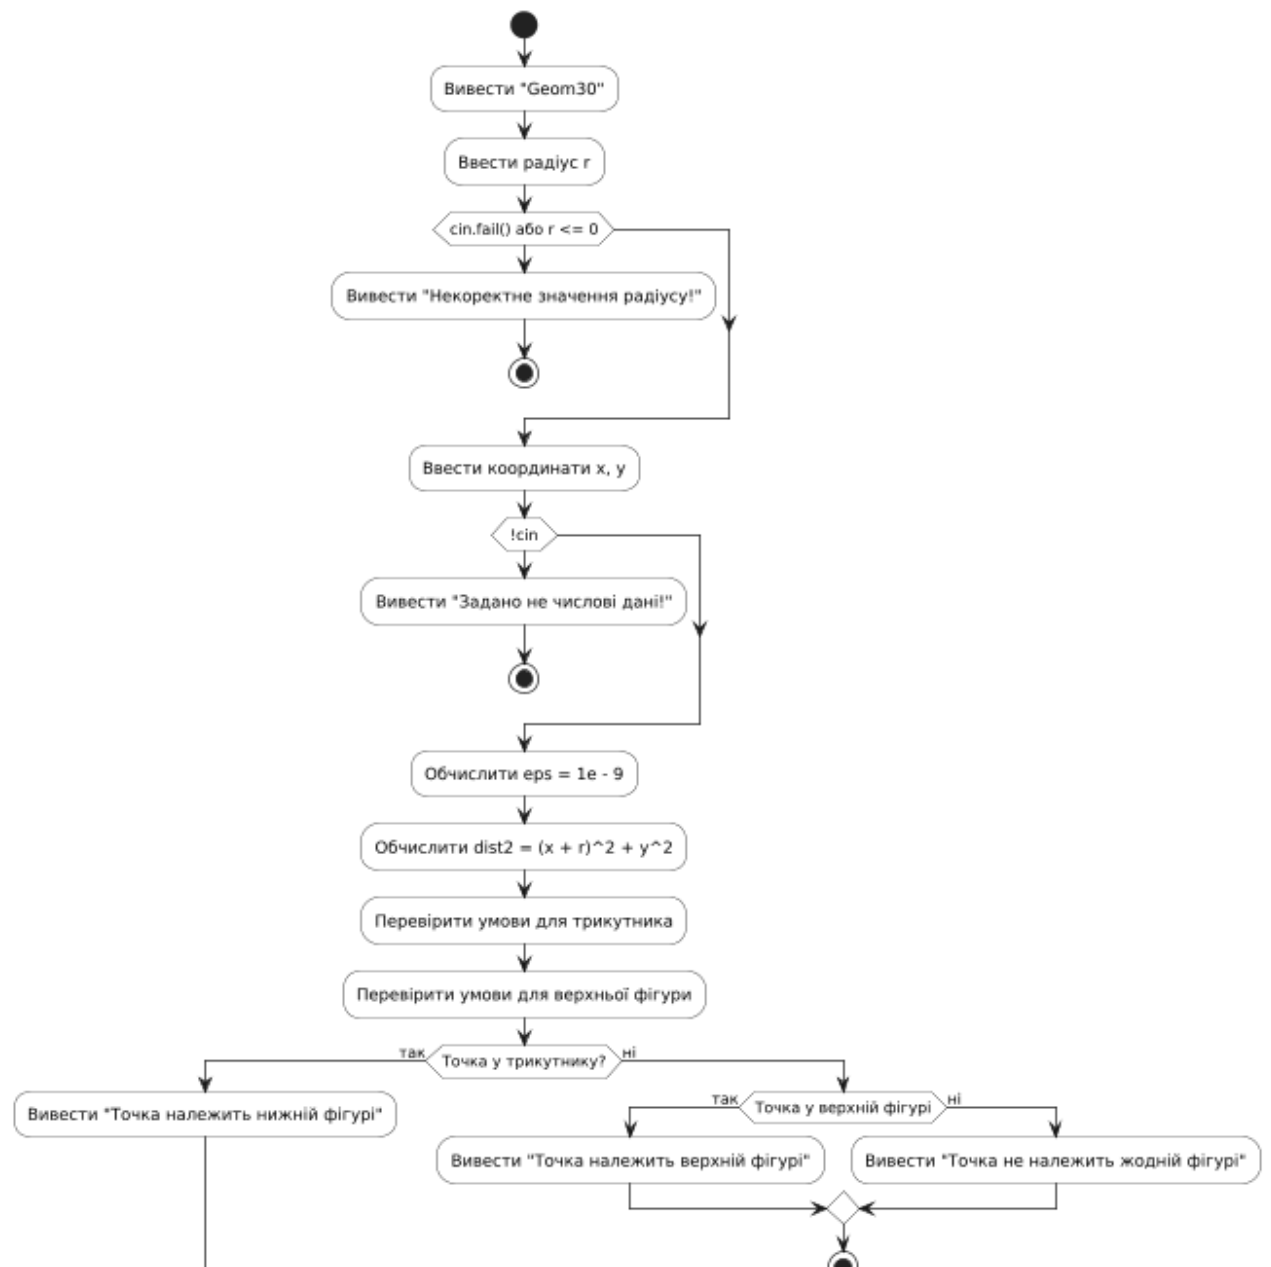 Вивести "Geom30"
Ввести радіус r
cin.fail() або r <= 0
Вивести "Некоректне значення радіусу!"
Ввести координати x, y
!cin
Вивести "Задано не числові дані!"
Обчислити eps = 1e - 9
Обчислити dist2 = (x + r)^2 + y^2
Перевірити умови для трикутника
Перевірити умови для верхньої фігури
так
Точка у трикутнику?
ні
Вивести "Точка належить нижній фігурі"
так
Точка у верхній фігурі
ні
Вивести "Точка належить верхній фігурі"
Вивести "Точка не належить жодній фігурі"